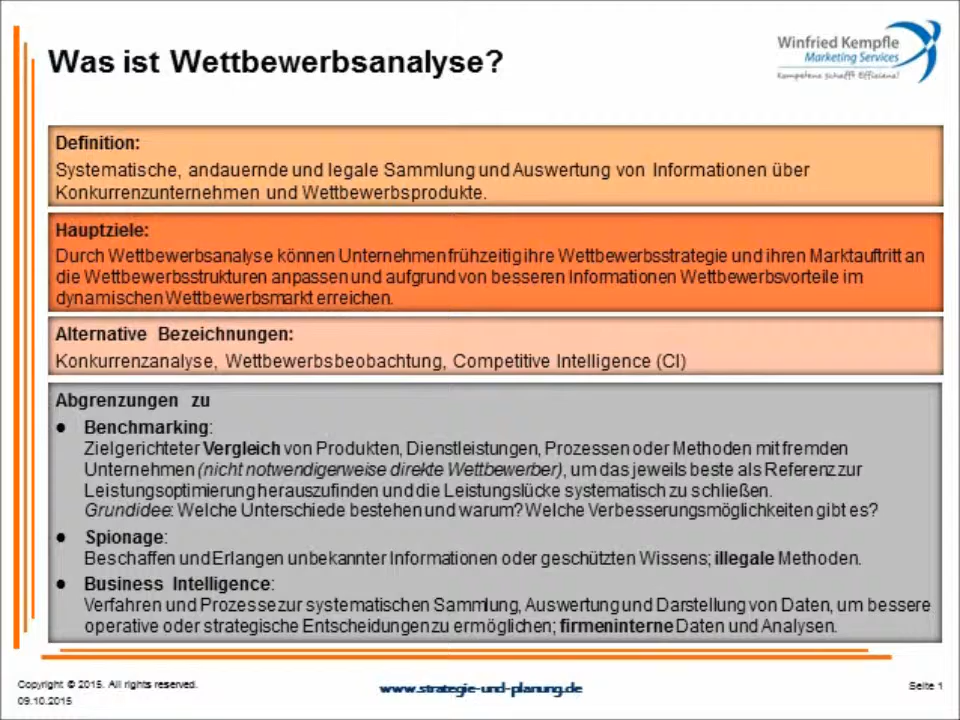 Was ist Wettbewerbsanalyse?
Winfried Kempfle
Marketing Services
Kompetenz schafft Effizienz!
Definition:
Systematische, andauernde und legale Sammlung und Auswertung von Informationen über
Konkurrenzunternehmen und Wettbewerbsprodukte.
Hauptziele:
Durch Wettbewerbsanalyse können Unternehmen frühzeitig ihre Wettbewerbsstrategie und ihren Marktauftritt an
die Wettbewerbsstrukturen anpassen und aufgrund von besseren Informationen Wettbewerbsvorteile im
dynamischen Wettbewerbsmarkt erreichen.
Alternative Bezeichnungen:
Konkurrenzanalyse, Wettbewerbsbeobachtung, Competitive Intelligence (CI)
Abgrenzungen zu
● Benchmarking:
Zielgerichteter Vergleich von Produkten, Dienstleistungen, Prozessen oder Methoden mit fremden
Unternehmen (nicht notwendigerweise direkte Wettbewerber), um das jeweils beste als Referenz zur
Leistungsoptimierung herauszufinden und die Leistungslücke systematisch zu schließen.
Grundidee: Welche Unterschiede bestehen und warum? Welche Verbesserungsmöglichkeiten gibt es?
● Spionage:
Beschaffen und Erlangen unbekannter Informationen oder geschützten Wissens; illegale Methoden.
● Business Intelligence:
Verfahren und Prozesse zur systematischen Sammlung, Auswertung und Darstellung von Daten, um bessere
operative oder strategische Entscheidungen zu ermöglichen; firmeninterne Daten und Analysen.
Copyright © 2015. All rights reserved.
09.10.2015
www.strategie-und-planung.de
Seite 1